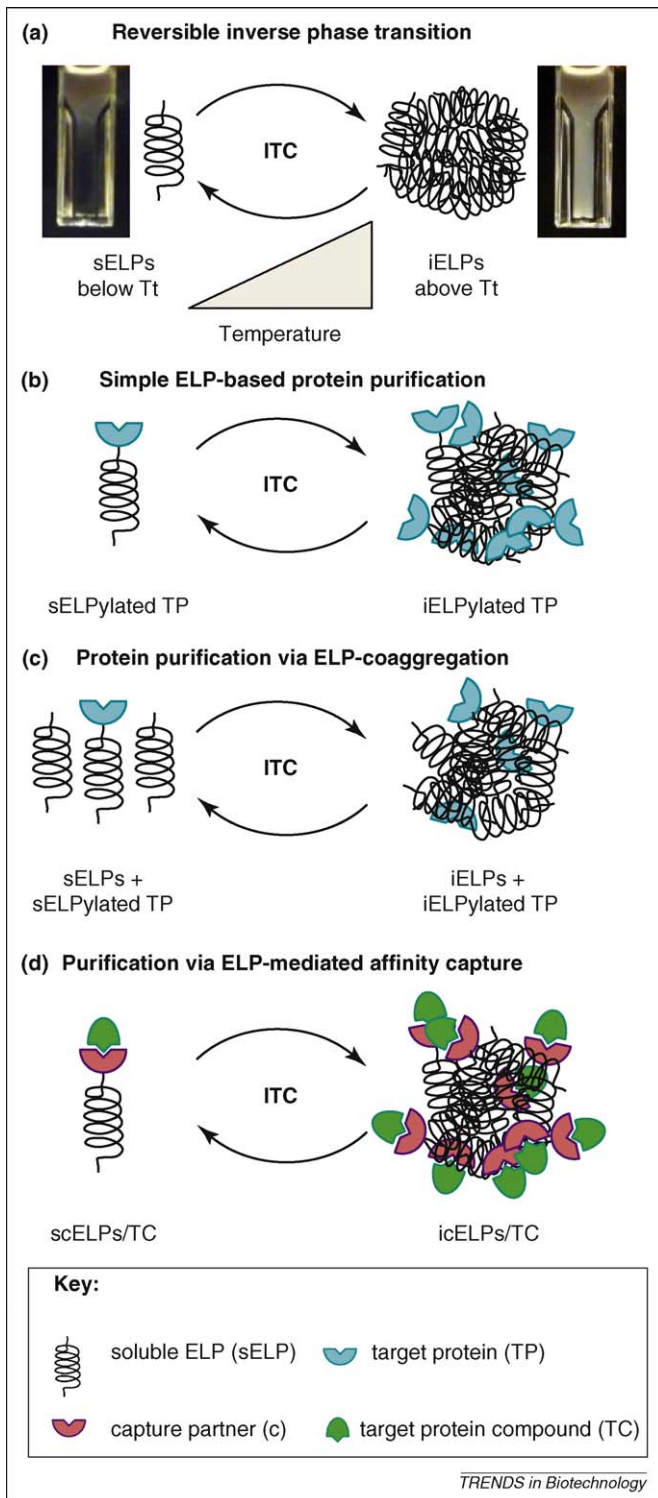 (a) Reversible inverse phase transition
ITC
sELPs
below Tt
iELPs
above Tt
Temperature
(b) Simple ELP-based protein purification
ITC
sELPylated TP
iELPylated TP
(c) Protein purification via ELP-coaggregation
ITC
sELPs +
sELPylated TP
iELPs +
iELPylated TP
(d) Purification via ELP-mediated affinity capture
ITC
scELPs/TC
icELPs/TC
Key:
soluble ELP (sELP)
target protein (TP)
capture partner (c)
target protein compound (TC)
TRENDS in Biotechnology